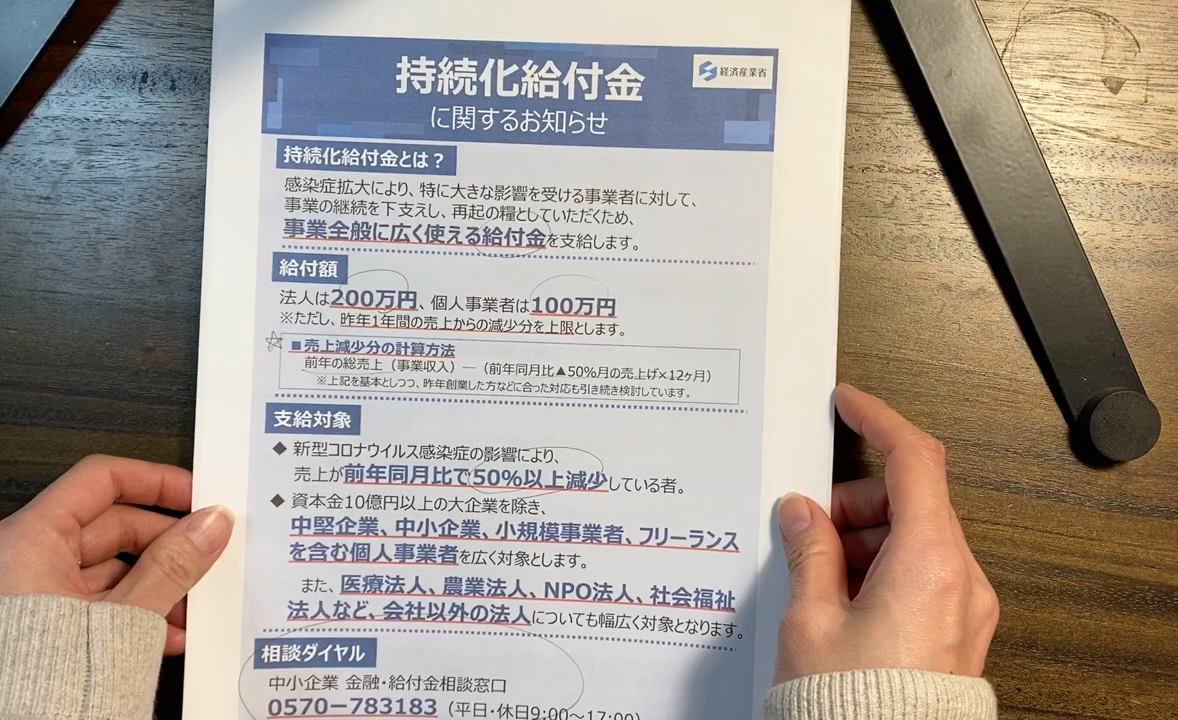 持続化給付金
経済産業省
に関するお知らせ
持続化給付金とは？
感染症拡大により、特に大きな影響を受ける事業者に対して、
事業の継続を下支えし、再起の糧としていただくため、
事業全般に広く使える給付金を支給します。
給付額
法人は200万円、個人事業者は100万円
※ただし、昨年1年間の売上からの減少分を上限とします。
■売上減少分の計算方法
前年の総売上（事業収入）―（前年同月比▲50％月の売上げ×12ヶ月）
※上記を基本としつつ、昨年創業した方などに合った対応も引き続き検討しています。
支給対象
◆ 新型コロナウイルス感染症の影響により、
売上が前年同月比で50％以上減少している者。
◆ 資本金10億円以上の大企業を除き、
中堅企業、中小企業、小規模事業者、フリーランス
を含む個人事業者を広く対象とします。
また、医療法人、農業法人、NPO法人、社会福祉
法人など、会社以外の法人についても幅広く対象となります。
相談ダイヤル
中小企業 金融・給付金相談窓口
0570－783183（平日・休日9:00～17:00）